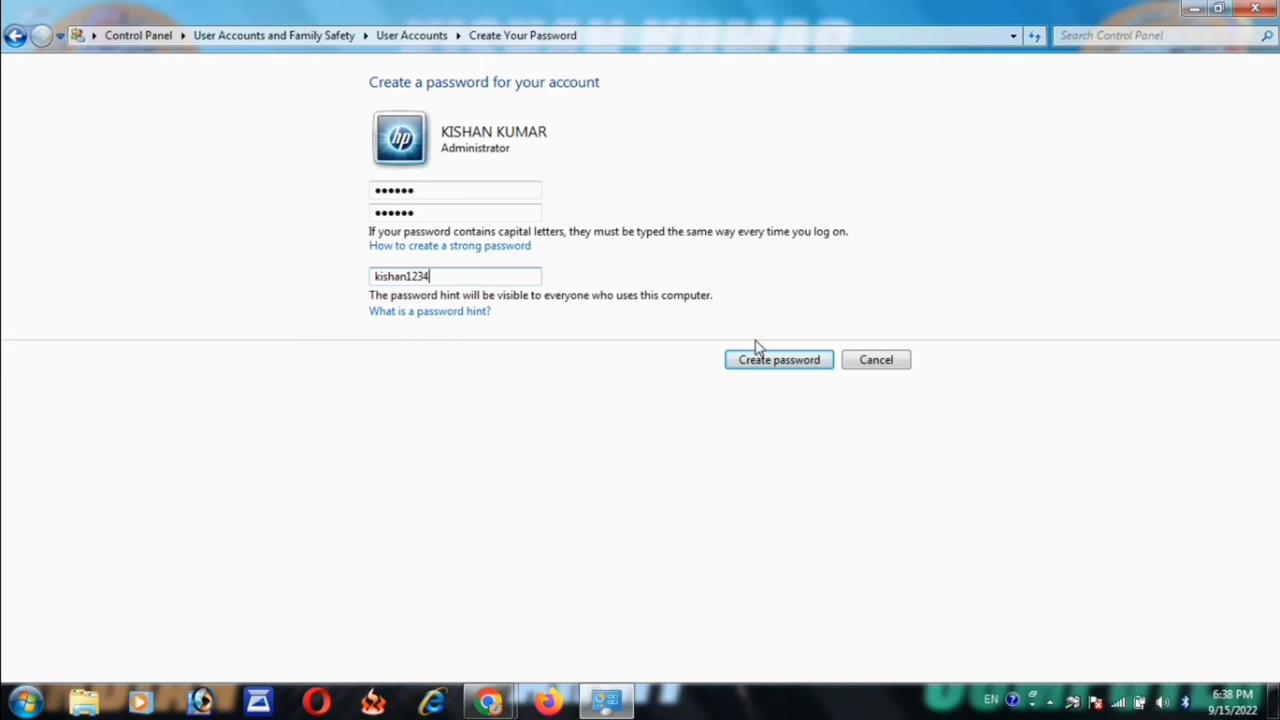 Control Panel User Accounts and Family Safety User Accounts Create Your Password Search Control Panel
Create a password for your account
hp
KISHAN KUMAR
Administrator
If your password contains capital letters, they must be typed the same way every time you log on.
How to create a strong password
kishan1234
The password hint will be visible to everyone who uses this computer.
What is a password hint?
Create password Cancel
EN 6:38 PM
9/15/2022